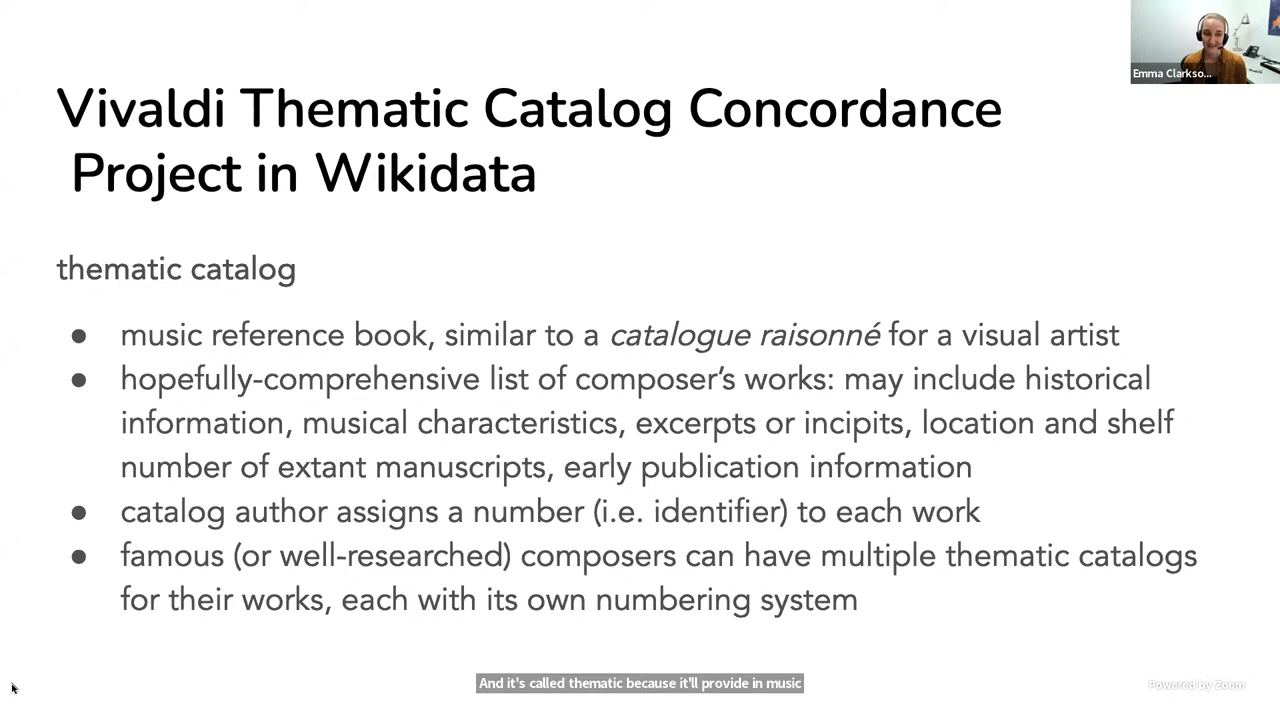 Emma Clarkso...
Vivaldi Thematic Catalog Concordance
Project in Wikidata
thematic catalog
● music reference book, similar to a catalogue raisonné for a visual artist
● hopefully-comprehensive list of composer's works: may include historical
information, musical characteristics, excerpts or incipits, location and shelf
number of extant manuscripts, early publication information
● catalog author assigns a number (i.e. identifier) to each work
● famous (or well-researched) composers can have multiple thematic catalogs
for their works, each with its own numbering system
And it's called thematic because it'll provide in music
Powered by Zoom